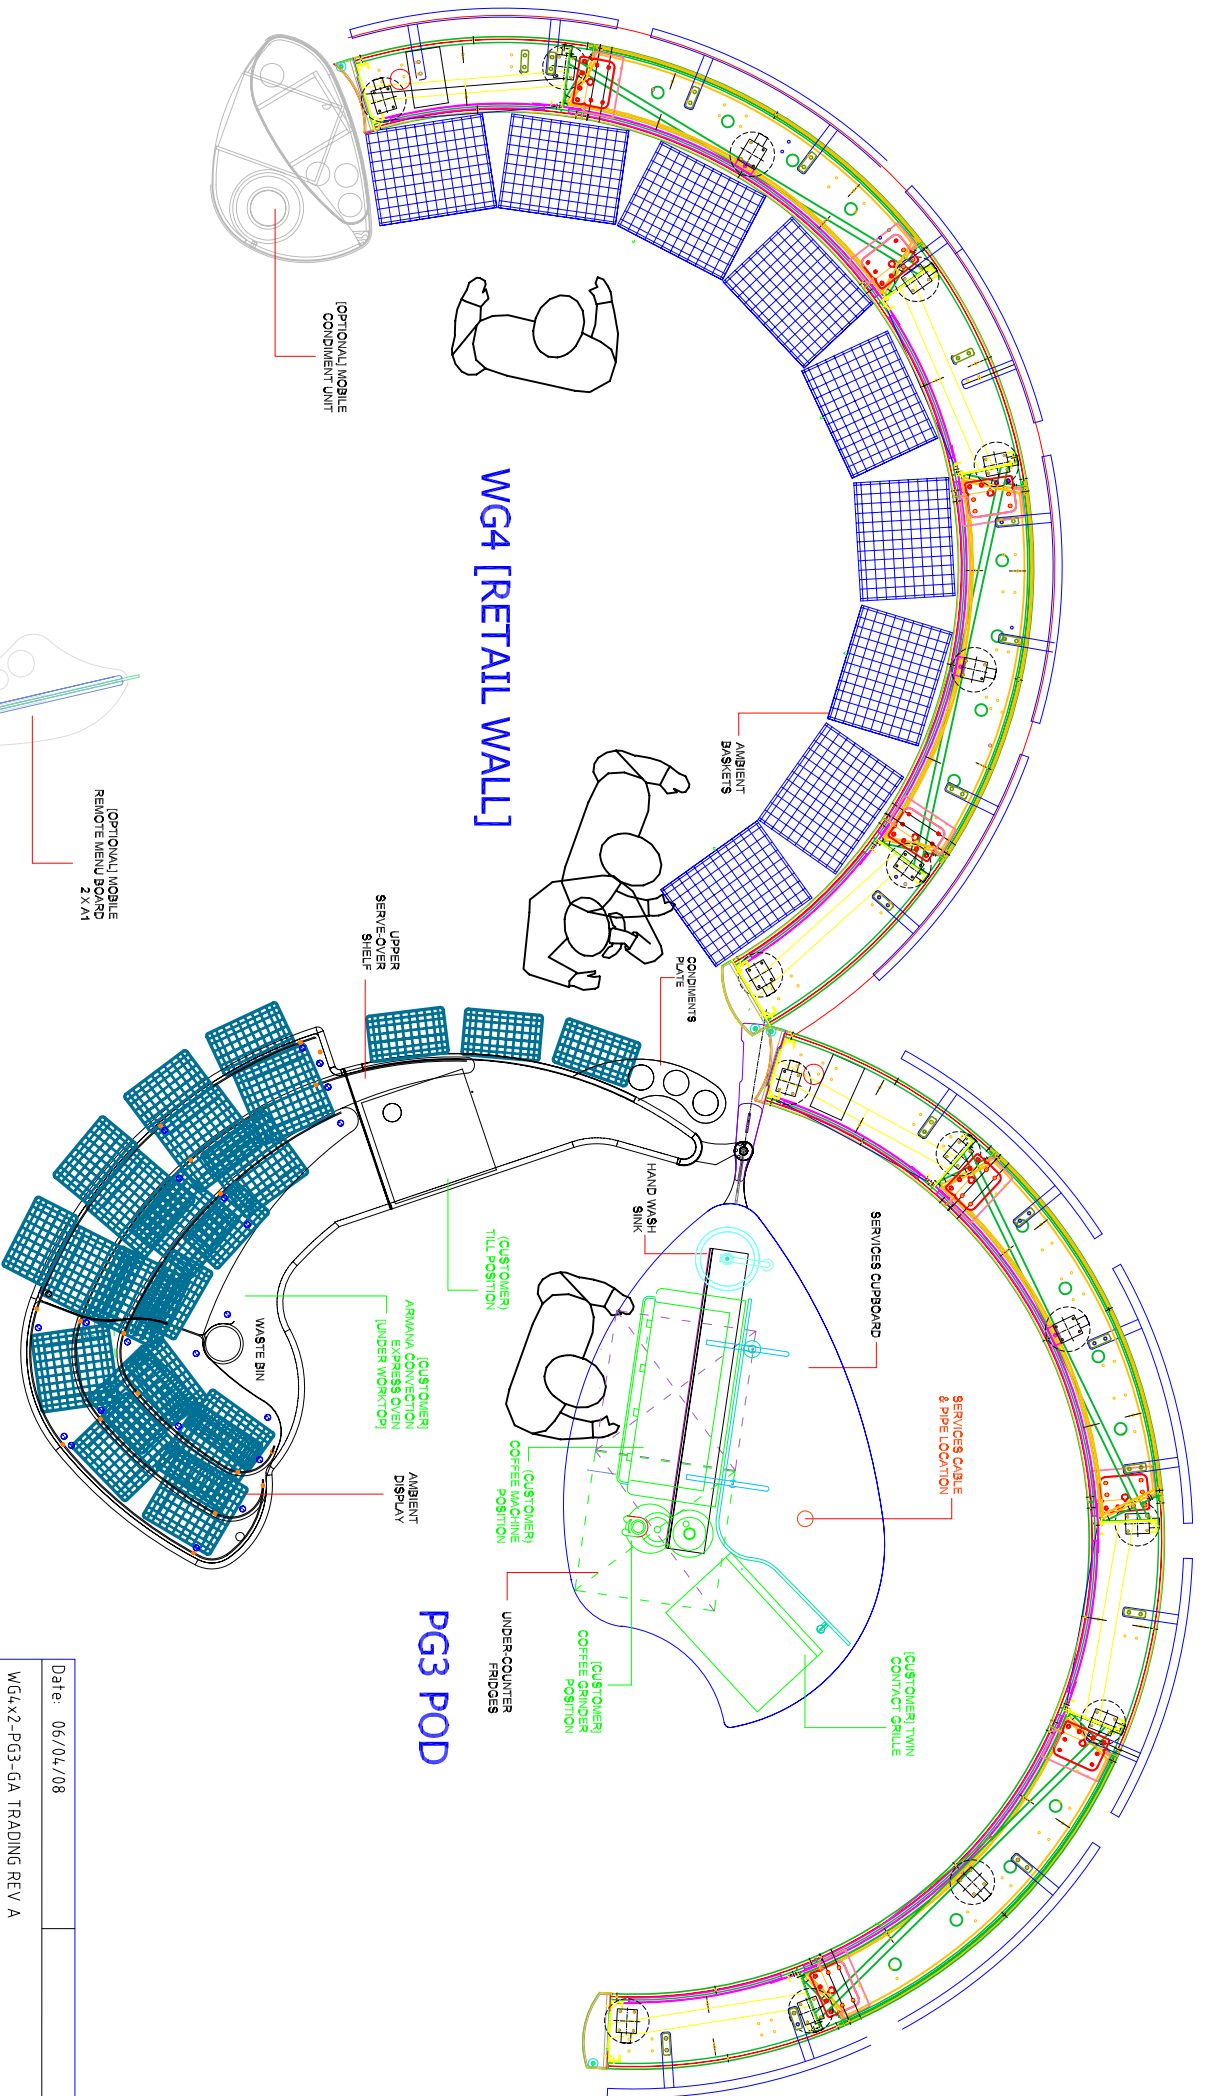 [OPTIONAL] MOBILE
CONDIMENT UNIT
WG4 [RETAIL WALL]
AMBIENT
BASKETS
[OPTIONAL] MOBILE
REMOTE MENU BOARD
2 X A1
UPPER
SERVE-OVER
SHELF
CONDIMENTS
PLATE
HAND WASH
SINK
SERVICES CUPBOARD
(CUSTOMER)
TILL POSITION
[CUSTOMER]
ARMANA CONVECTION
EXPRESS OVEN
[UNDER WORKTOP]
WASTE BIN
SERVICES CABLE
& PIPE LOCATION
(CUSTOMER)
COFFEE MACHINE
POSITION
AMBIENT
DISPLAY
UNDER-COUNTER
FRIDGES
[CUSTOMER]
COFFEE GRINDER
POSITION
[CUSTOMER] TWIN
CONTACT GRILLE
PG3 POD
Date: 06/04/08
WG4x2-PG3-GA TRADING REV A